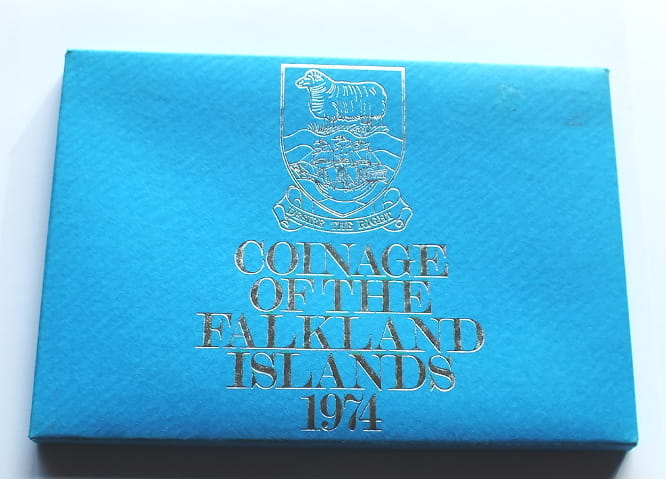 DESIRE THE RIGHT
COINAGE
OF THE
FALKLAND
ISLANDS
1974